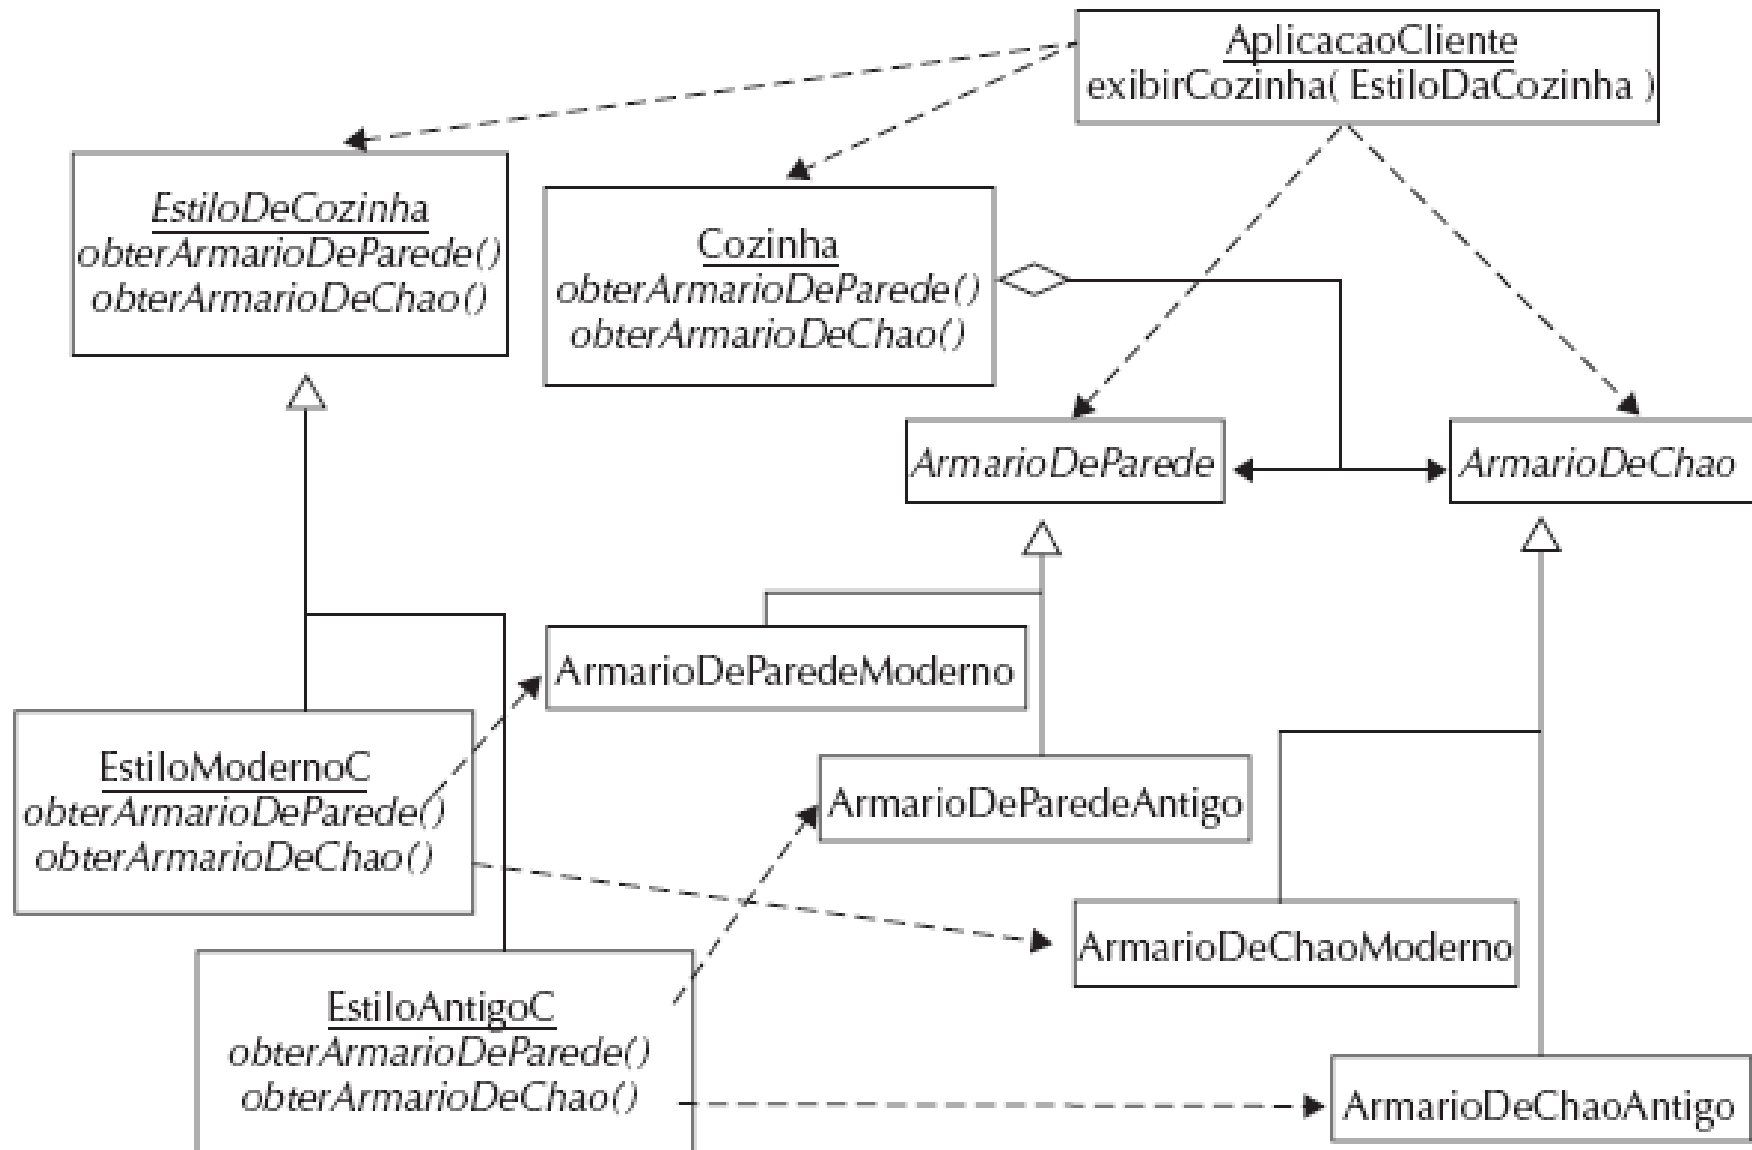 AplicacaoCliente
exibirCozinha( EstiloDaCozinha )
EstiloDeCozinha
obterArmarioDeParede()
obterArmarioDeChao()
Cozinha
obterArmarioDeParede()
obterArmarioDeChao()
ArmarioDeParede
ArmarioDeChao
ArmarioDeParedeModerno
EstiloModernoC
obterArmarioDeParede()
obterArmarioDeChao()
ArmarioDeParedeAntigo
ArmarioDeChaoModerno
EstiloAntigoC
obterArmarioDeParede()
obterArmarioDeChao()
ArmarioDeChaoAntigo